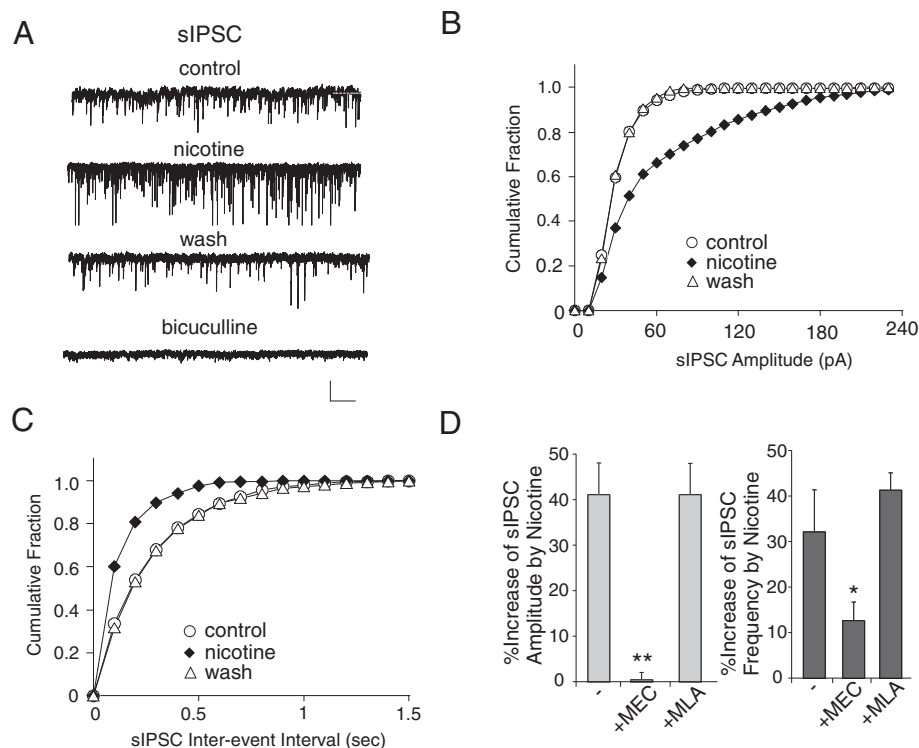 A
sIPSC
control
nicotine
wash
bicuculline
B
Cumulative Fraction
1.0
0.8
0.6
0.4
0.2
0
control
nicotine
wash
0 60 120 180 240
sIPSC Amplitude (pA)
C
Cumulative Fraction
1.0
0.8
0.6
0.4
0.2
0
control
nicotine
wash
0 0.5 1 1.5
sIPSC Inter-event Interval (sec)
D
%Increase of sIPSC
Amplitude by Nicotine
50
40
30
20
10
0
**
- +MEC +MLA
%Increase of sIPSC
Frequency by Nicotine
50
40
30
20
10
0
*
- +MEC +MLA